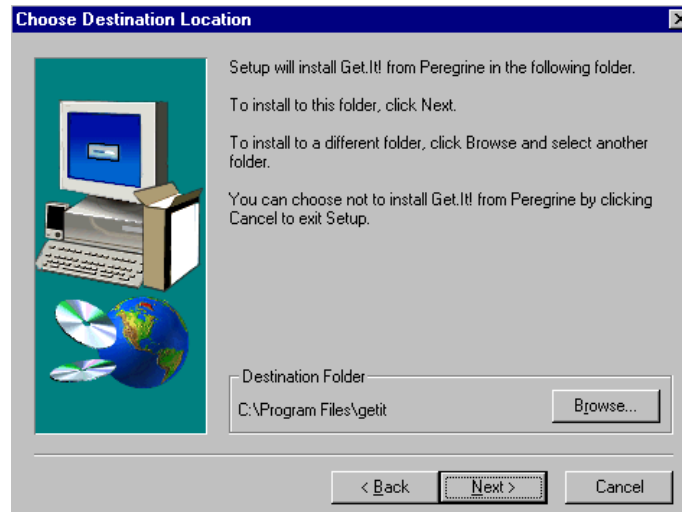 Choose Destination Location
Setup will install Get.It! from Peregrine in the following folder.
To install to this folder, click Next.
To install to a different folder, click Browse and select another
folder.
You can choose not to install Get.It! from Peregrine by clicking
Cancel to exit Setup.
Destination Folder
C:\Program Files\getit
Browse...
< Back
Next >
Cancel